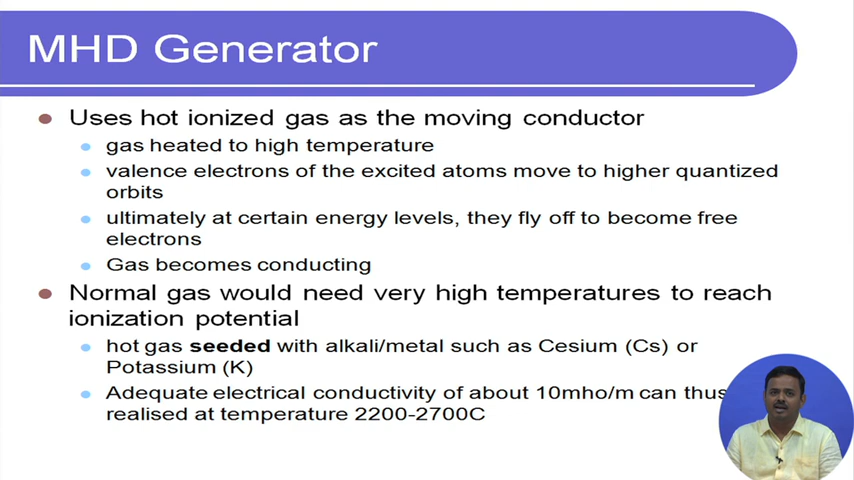 MHD Generator
Uses hot ionized gas as the moving conductor
gas heated to high temperature
valence electrons of the excited atoms move to higher quantized
orbits
ultimately at certain energy levels, they fly off to become free
electrons
Gas becomes conducting
Normal gas would need very high temperatures to reach
ionization potential
hot gas seeded with alkali/metal such as Cesium (Cs) or
Potassium (K)
Adequate electrical conductivity of about 10mho/m can thus
realised at temperature 2200-2700C